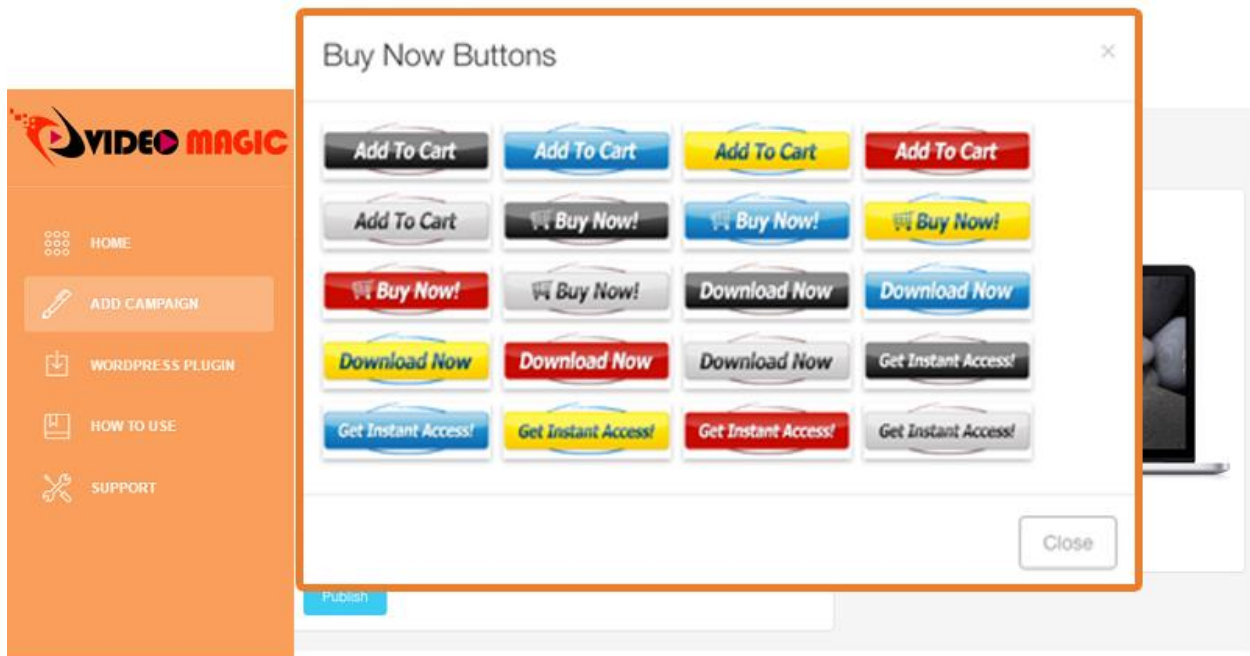 Buy Now Buttons
×
VIDEO MAGIC
HOME
ADD CAMPAIGN
WORDPRESS PLUGIN
HOW TO USE
SUPPORT
Add To Cart
Add To Cart
Add To Cart
Add To Cart
Add To Cart
Buy Now!
Buy Now!
Buy Now!
Buy Now!
Buy Now!
Download Now
Download Now
Download Now
Download Now
Download Now
Get Instant Access!
Get Instant Access!
Get Instant Access!
Get Instant Access!
Get Instant Access!
Close
Publish